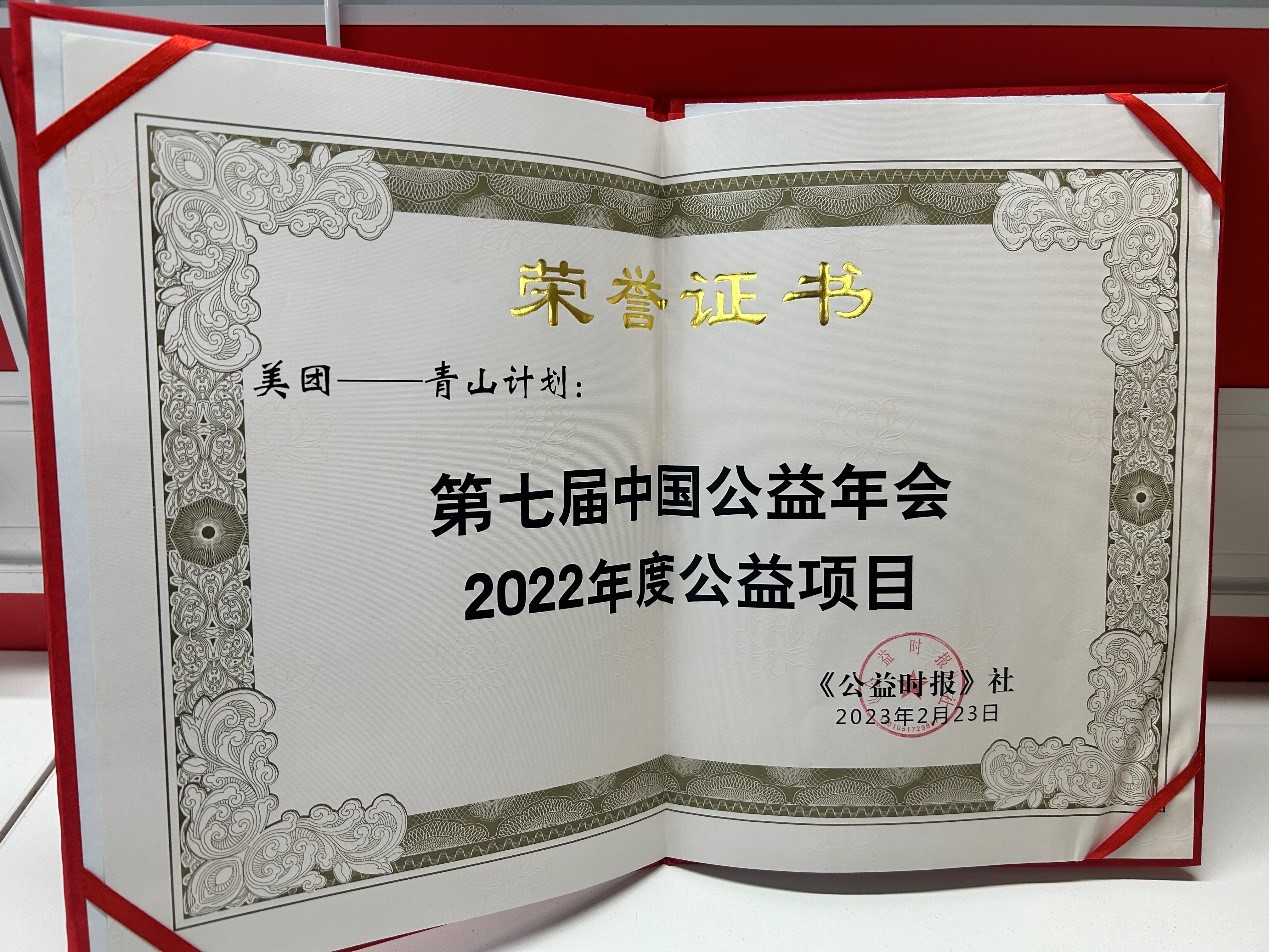 荣誉证书
美团——青山计划：
第七届中国公益年会
2022年度公益项目
《公益时报》社
2023年2月23日